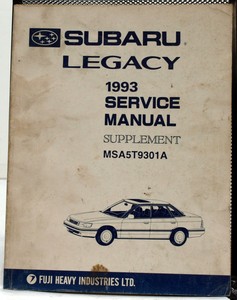 SUBARU
LEGACY
1993
SERVICE
MANUAL
SUPPLEMENT
MSA5T9301A
FUJI HEAVY INDUSTRIES LTD.